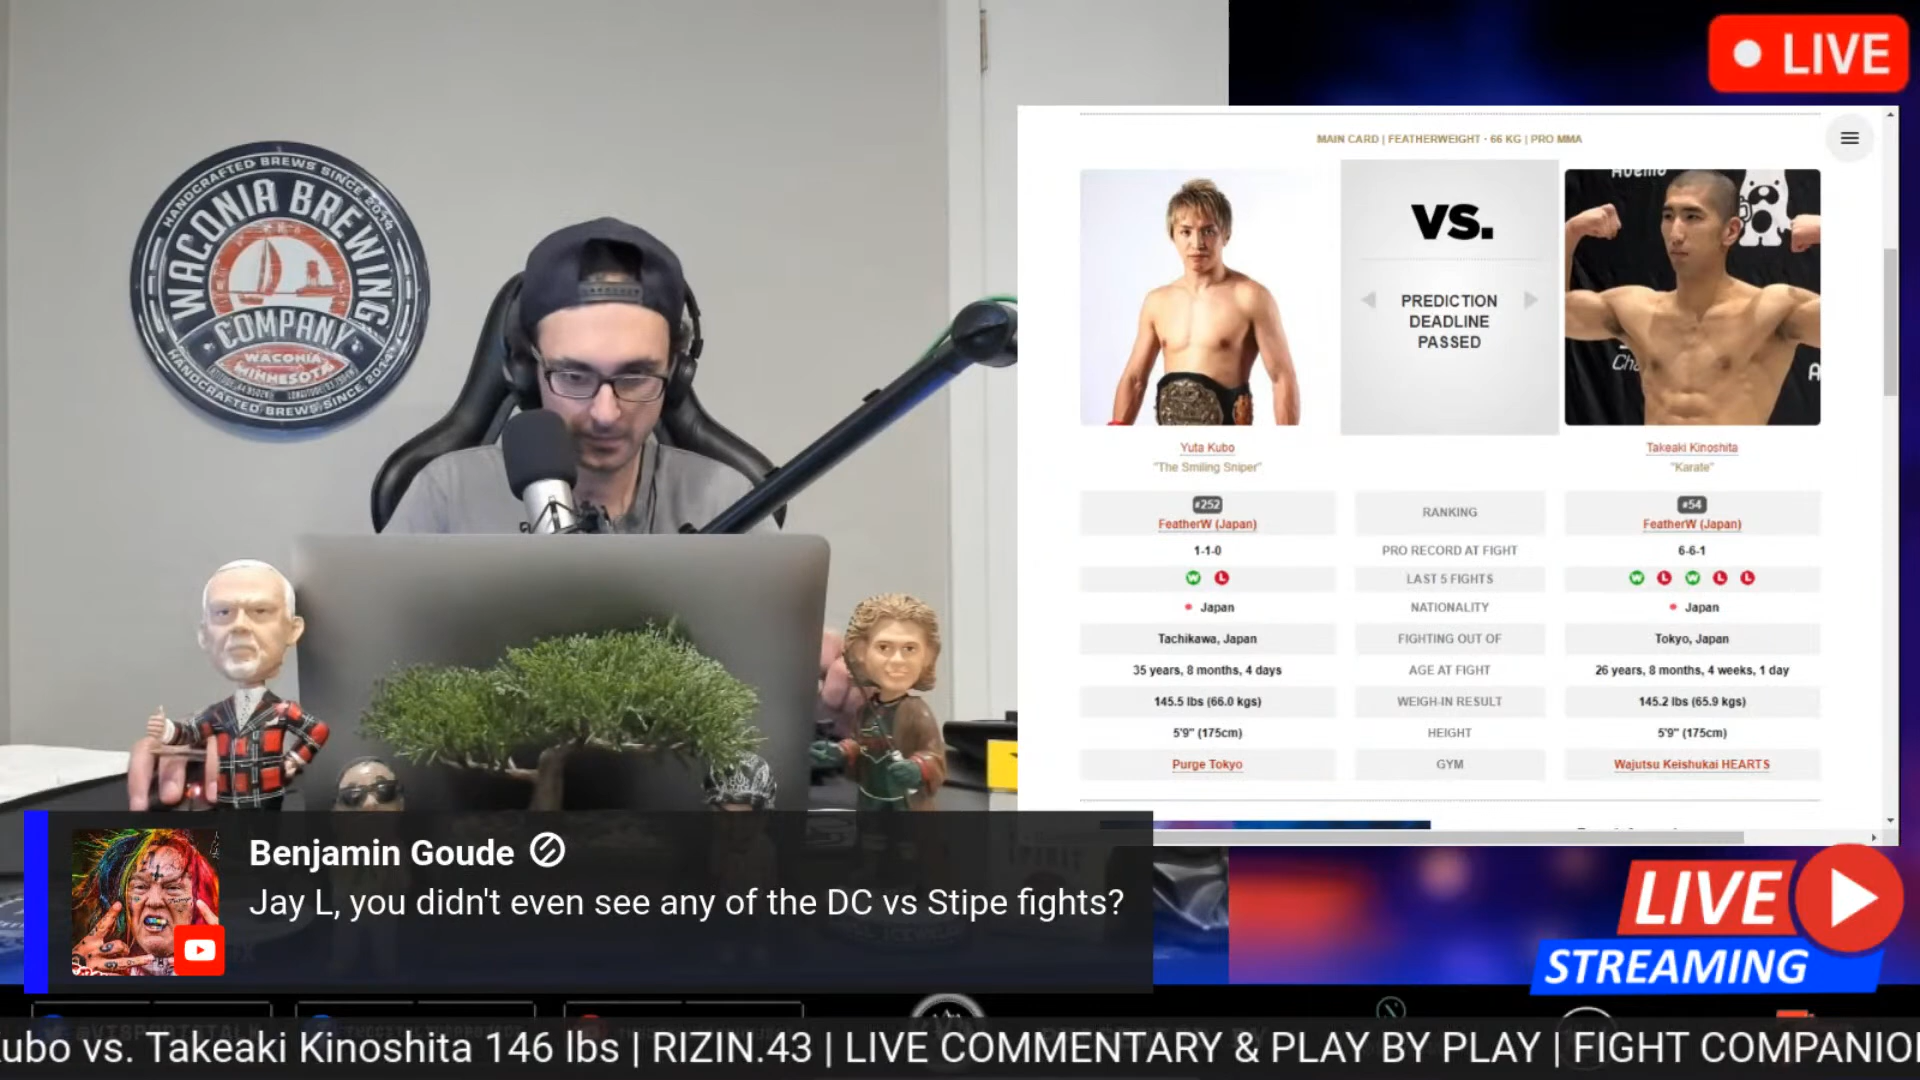 LIVE
MAIN CARD | FEATHERWEIGHT · 66 KG | PRO MMA
HANDCRAFTED BREWS SINCE 2014
WACONIA BREWING
COMPANY
WACONIA
MINNESOTA
HANDCRAFTED BREWS SINCE 2014
VS.
PREDICTION
DEADLINE
PASSED
Yuta Kubo
"The Smiling Sniper"
Takeaki Kinoshita
"Karate"
#252
FeatherW (Japan)
RANKING
#54
FeatherW (Japan)
1-1-0 PRO RECORD AT FIGHT 6-6-1
W L LAST 5 FIGHTS W L W L L
Japan NATIONALITY Japan
Tachikawa, Japan FIGHTING OUT OF Tokyo, Japan
35 years, 8 months, 4 days AGE AT FIGHT 26 years, 8 months, 4 weeks, 1 day
145.5 lbs (66.0 kgs) WEIGH-IN RESULT 145.2 lbs (65.9 kgs)
5'9" (175cm) HEIGHT 5'9" (175cm)
Purge Tokyo GYM Wajutsu Keishukai HEARTS
Benjamin Goude
Jay L, you didn't even see any of the DC vs Stipe fights?
LIVE
STREAMING
ubo vs. Takeaki Kinoshita 146 lbs | RIZIN.43 | LIVE COMMENTARY & PLAY BY PLAY | FIGHT COMPANION